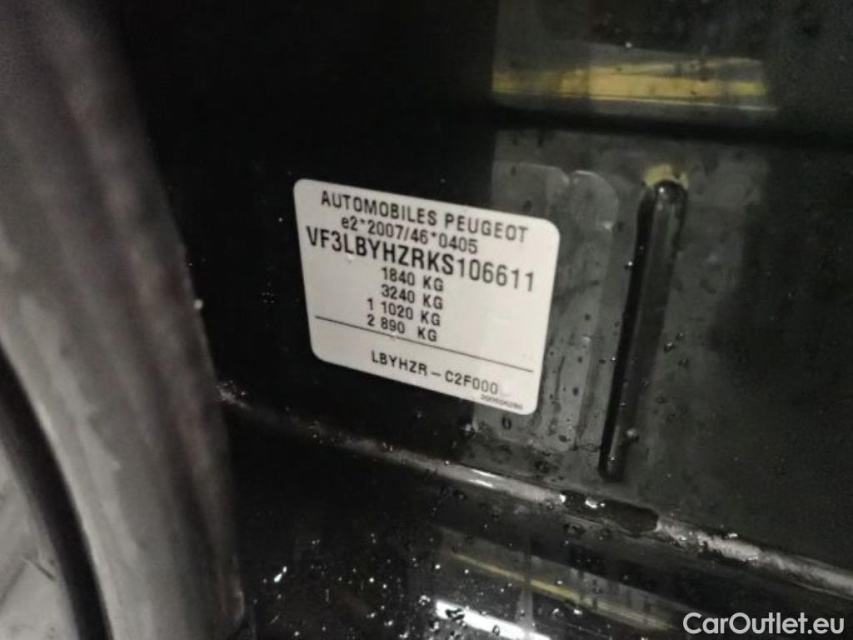 AUTOMOBILES PEUGEOT
e2*2007/46*0405
VF3LBYHZRKS106611
1840 KG
3240 KG
1 1020 KG
2 890 KG
LBYHZR-C2F000
0
CarOutlet.eu